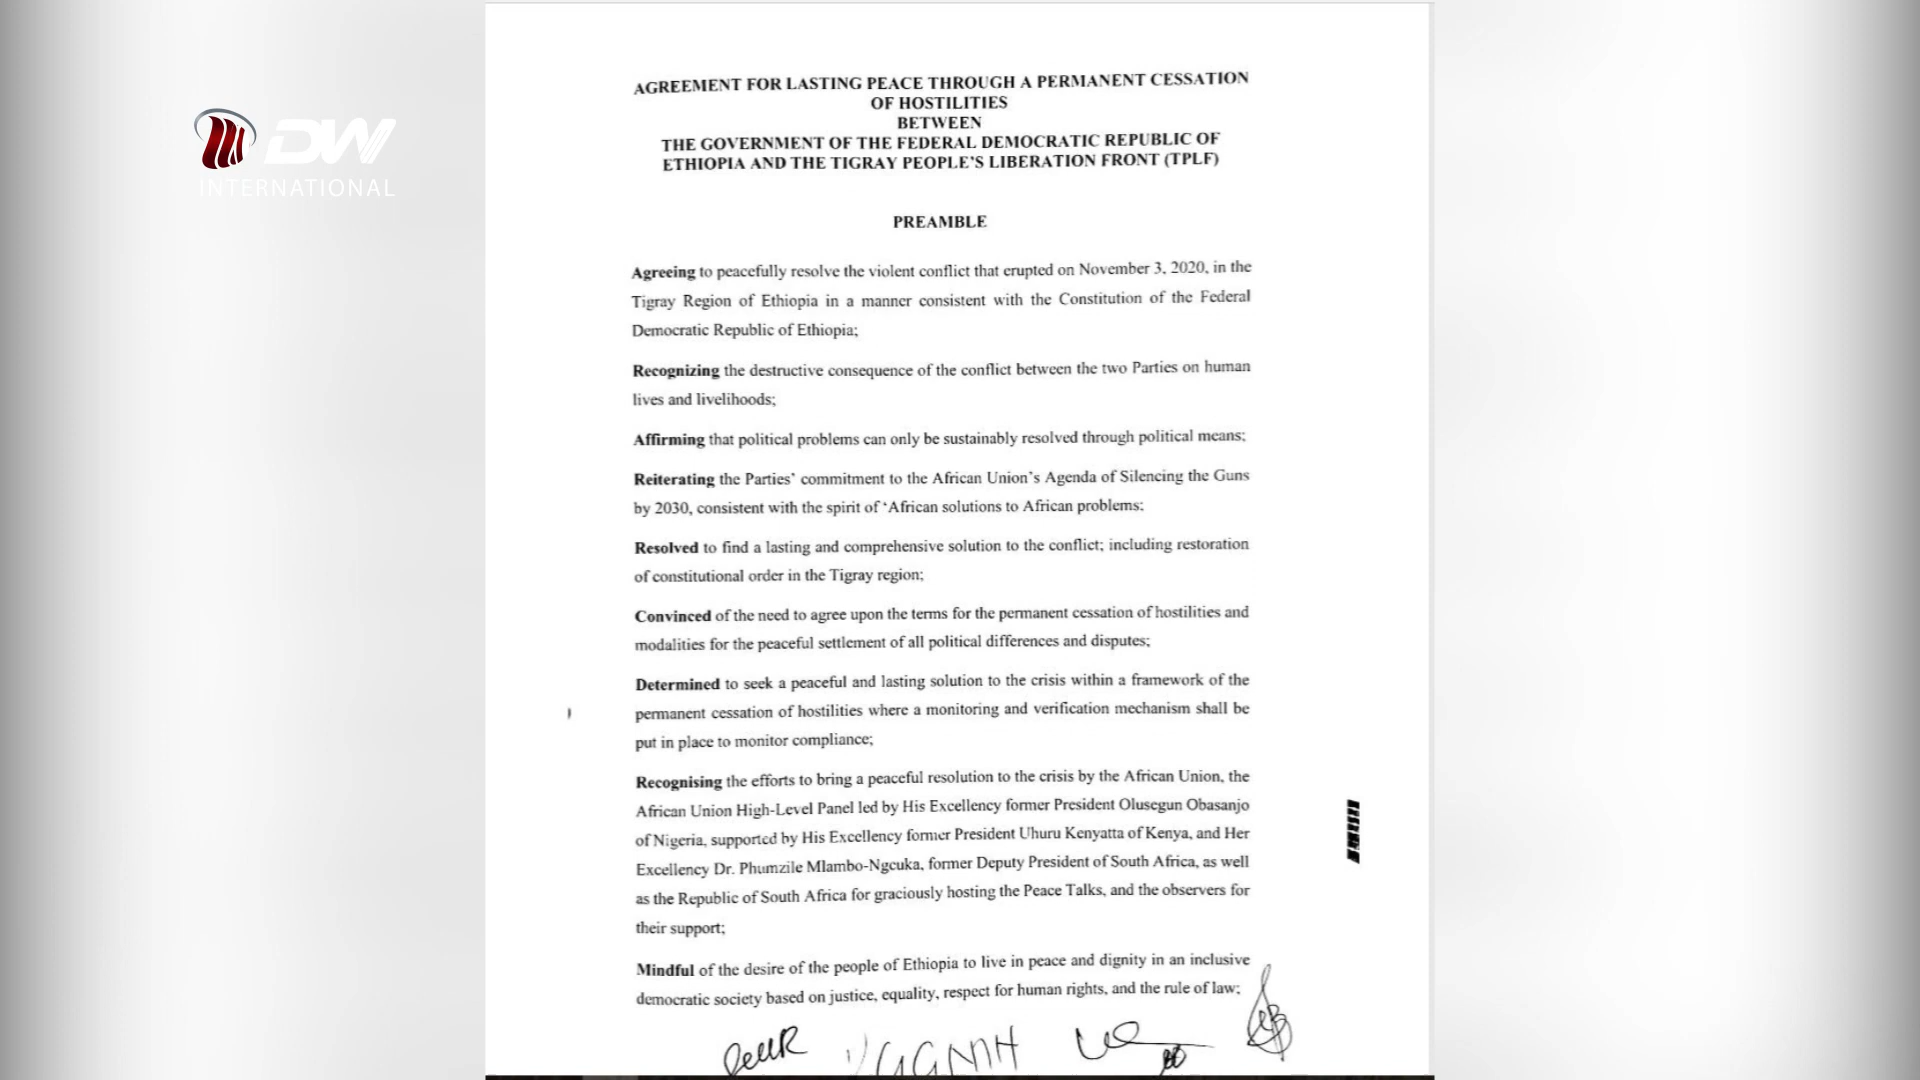 DW
INTERNATIONAL
AGREEMENT FOR LASTING PEACE THROUGH A PERMANENT CESSATION
OF HOSTILITIES
BETWEEN
THE GOVERNMENT OF THE FEDERAL DEMOCRATIC REPUBLIC OF
ETHIOPIA AND THE TIGRAY PEOPLE'S LIBERATION FRONT (TPLF)
PREAMBLE
Agreeing to peacefully resolve the violent conflict that erupted on November 3, 2020, in the
Tigray Region of Ethiopia in a manner consistent with the Constitution of the Federal
Democratic Republic of Ethiopia;
Recognizing the destructive consequence of the conflict between the two Parties on human
lives and livelihoods;
Affirming that political problems can only be sustainably resolved through political means;
Reiterating the Parties' commitment to the African Union's Agenda of Silencing the Guns
by 2030, consistent with the spirit of 'African solutions to African problems;
Resolved to find a lasting and comprehensive solution to the conflict; including restoration
of constitutional order in the Tigray region;
Convinced of the need to agree upon the terms for the permanent cessation of hostilities and
modalities for the peaceful settlement of all political differences and disputes;
Determined to seek a peaceful and lasting solution to the crisis within a framework of the
permanent cessation of hostilities where a monitoring and verification mechanism shall be
put in place to monitor compliance;
Recognising the efforts to bring a peaceful resolution to the crisis by the African Union, the
African Union High-Level Panel led by His Excellency former President Olusegun Obasanjo
of Nigeria, supported by His Excellency former President Uhuru Kenyatta of Kenya, and Her
Excellency Dr. Phumzile Mlambo-Ngcuka, former Deputy President of South Africa, as well
as the Republic of South Africa for graciously hosting the Peace Talks, and the observers for
their support;
Mindful of the desire of the people of Ethiopia to live in peace and dignity in an inclusive
democratic society based on justice, equality, respect for human rights, and the rule of law;